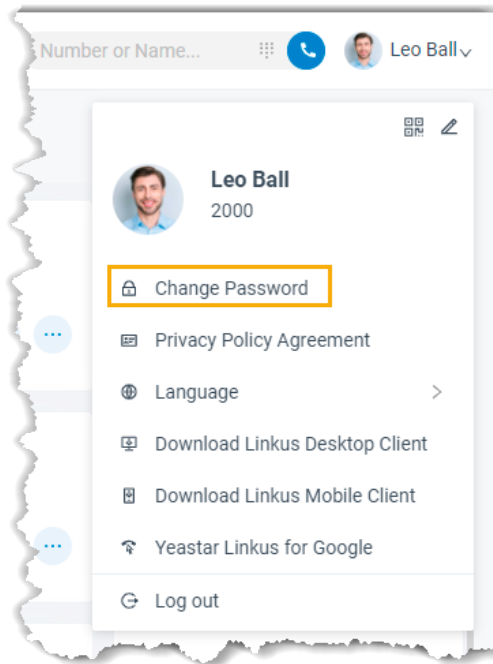 Number or Name...
Leo Ball
Leo Ball
2000
Change Password
Privacy Policy Agreement
Language
Download Linkus Desktop Client
Download Linkus Mobile Client
Yeastar Linkus for Google
Log out